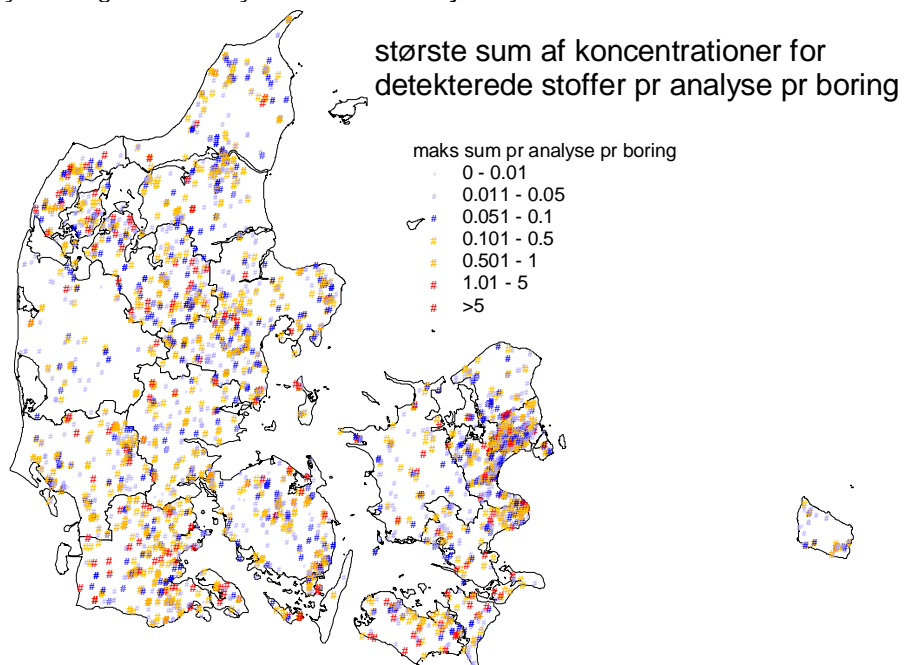 største sum af koncentrationer for
detekterede stoffer pr analyse pr boring
maks sum pr analyse pr boring
0 - 0.01
0.011 - 0.05
# 0.051 - 0.1
# 0.101 - 0.5
# 0.501 - 1
# 1.01 - 5
# >5